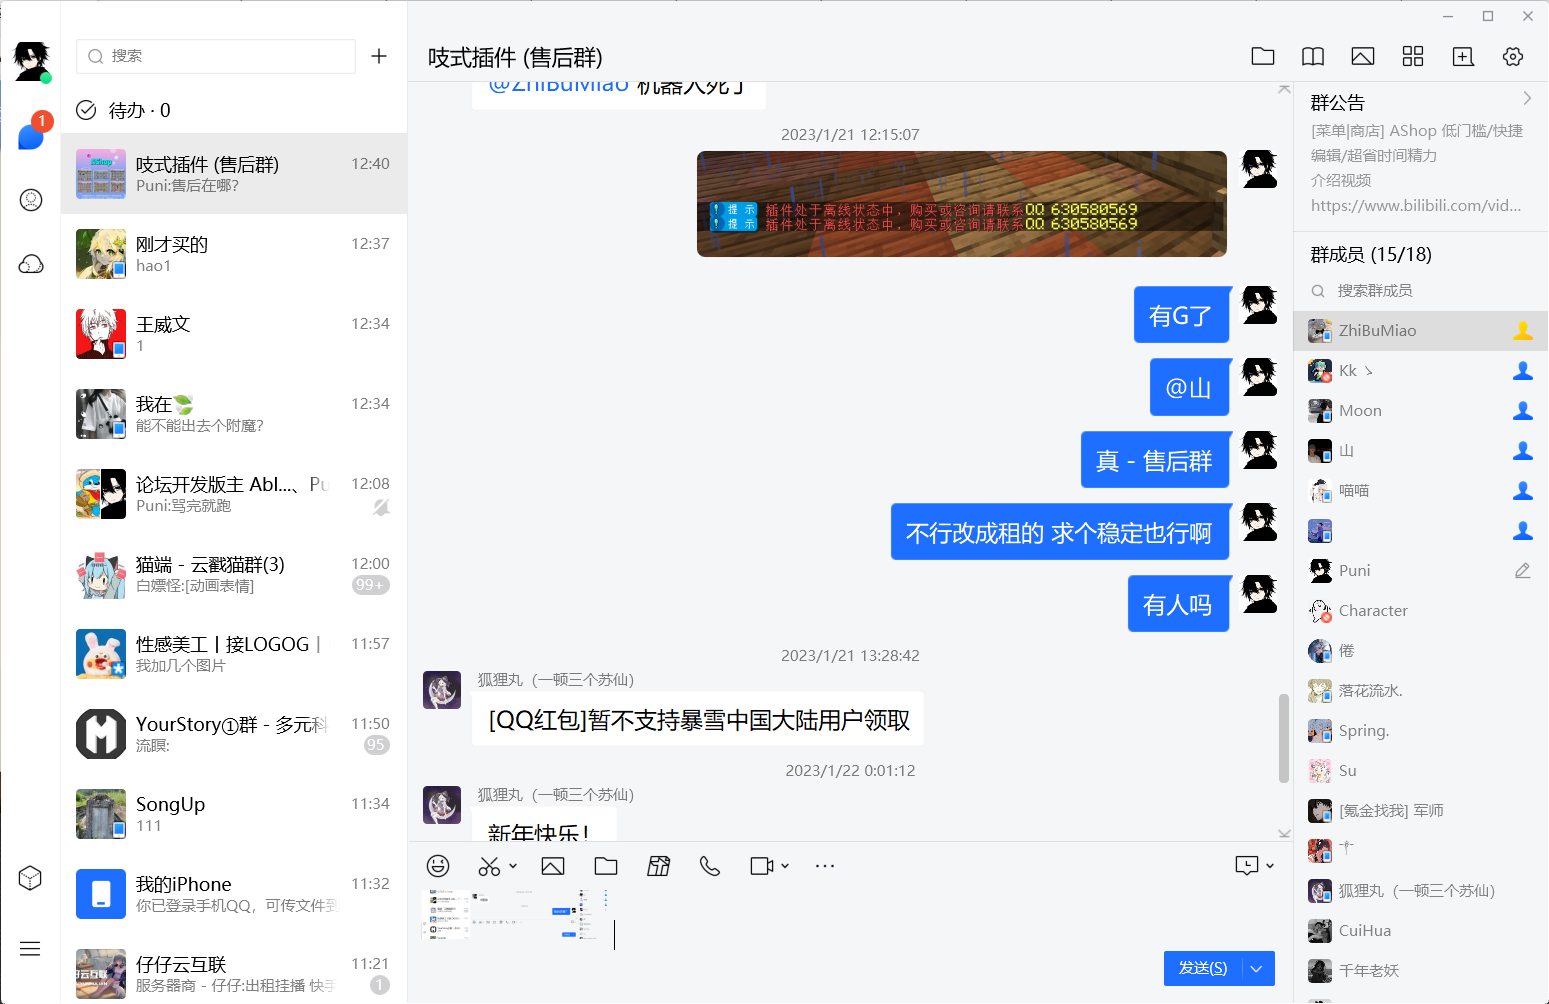 搜索
待办 · 0
1
吱式插件 (售后群)
12:40
Puni:售后在哪?
刚才买的
12:37
hao1
王威文
12:34
1
我在
12:34
能不能出去个附魔?
论坛开发版主 Abl...、Pu
12:08
Puni:骂完就跑
猫端 - 云戳猫群(3)
12:00
白嫖怪:[动画表情]
99+
性感美工丨接LOGOG丨
11:57
我加几个图片
YourStory①群 - 多元科
11:50
流瞑:
95
SongUp
11:34
111
我的iPhone
11:32
你已登录手机QQ，可传文件到
仔仔云互联
11:21
服务器商 - 仔仔:出租挂播 快手
1
吱式插件 (售后群)
@ZhiBuMiao 机器人死了
2023/1/21 12:15:07
! 提 示 插件处于离线状态中, 购买或咨询请联系QQ 630580569
! 提 示 插件处于离线状态中, 购买或咨询请联系QQ 630580569
有G了
@山
真 - 售后群
不行改成租的 求个稳定也行啊
有人吗
2023/1/21 13:28:42
狐狸丸（一顿三个苏仙）
[QQ红包]暂不支持暴雪中国大陆用户领取
2023/1/22 0:01:12
狐狸丸（一顿三个苏仙）
新年快乐!
发送(S)
群公告
[菜单|商店] AShop 低门槛/快捷
编辑/超省时间精力
介绍视频
https://www.bilibili.com/vid...
群成员 (15/18)
搜索群成员
ZhiBuMiao
Kk
Moon
山
喵喵
Puni
Character
倦
落花流水.
Spring.
Su
[氪金找我] 军师
狐狸丸（一顿三个苏仙）
CuiHua
千年老妖